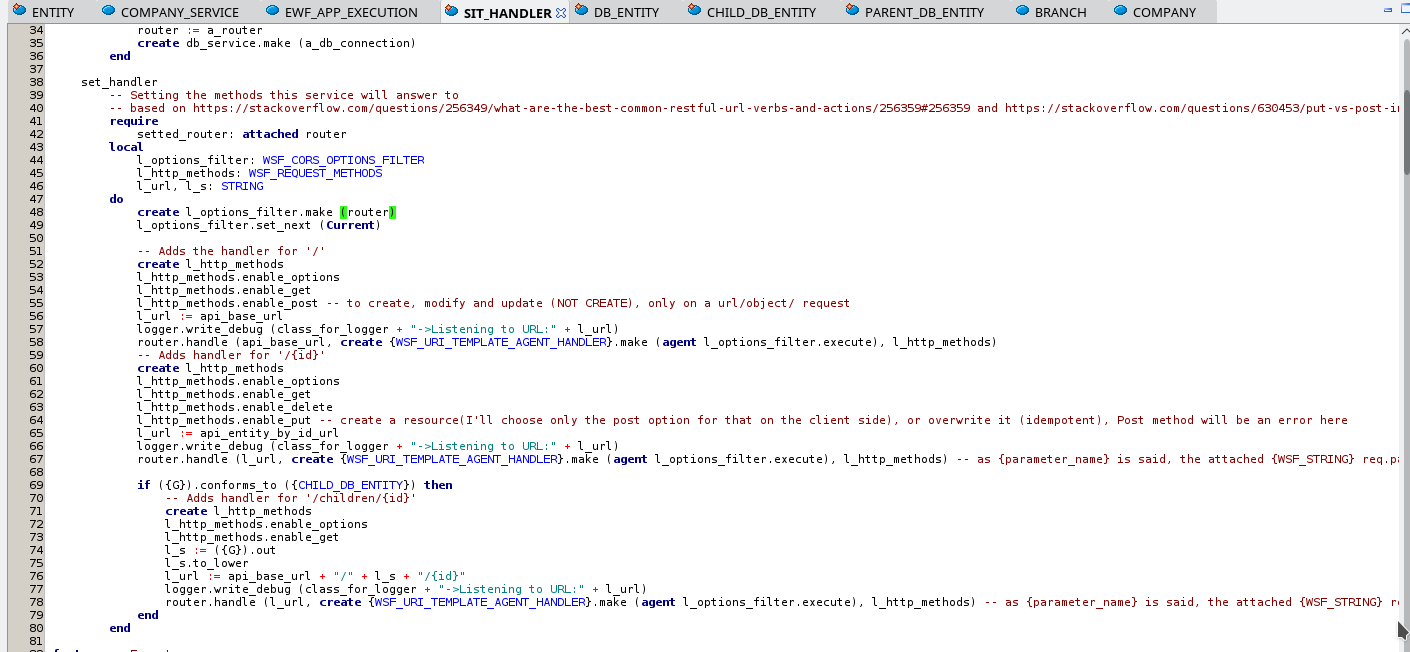 ENTITY COMPANY_SERVICE EWF_APP_EXECUTION SIT_HANDLER DB_ENTITY CHILD_DB_ENTITY PARENT_DB_ENTITY BRANCH COMPANY
34 router := a_router
35 create db_service.make (a_db_connection)
36 end
37
38 set_handler
39 -- Setting the methods this service will answer to
40 -- based on https://stackoverflow.com/questions/256349/what-are-the-best-common-restful-url-verbs-and-actions/256359#256359 and https://stackoverflow.com/questions/630453/put-vs-post-i
41 require
42 setted_router: attached router
43 local
44 l_options_filter: WSF_CORS_OPTIONS_FILTER
45 l_http_methods: WSF_REQUEST_METHODS
46 l_url, l_s: STRING
47 do
48 create l_options_filter.make (router)
49 l_options_filter.set_next (Current)
50
51 -- Adds the handler for '/'
52 create l_http_methods
53 l_http_methods.enable_options
54 l_http_methods.enable_get
55 l_http_methods.enable_post -- to create, modify and update (NOT CREATE), only on a url/object/ request
56 l_url := api_base_url
57 logger.write_debug (class_for_logger + "->Listening to URL:" + l_url)
58 router.handle (api_base_url, create {WSF_URI_TEMPLATE_AGENT_HANDLER}.make (agent l_options_filter.execute), l_http_methods)
59 -- Adds handler for '/{id}'
60 create l_http_methods
61 l_http_methods.enable_options
62 l_http_methods.enable_get
63 l_http_methods.enable_delete
64 l_http_methods.enable_put -- create a resource(I'll choose only the post option for that on the client side), or overwrite it (idempotent), Post method will be an error here
65 l_url := api_entity_by_id_url
66 logger.write_debug (class_for_logger + "->Listening to URL:" + l_url)
67 router.handle (l_url, create {WSF_URI_TEMPLATE_AGENT_HANDLER}.make (agent l_options_filter.execute), l_http_methods) -- as {parameter_name} is said, the attached {WSF_STRING} req.pa
68
69 if ({G}).conforms_to ({CHILD_DB_ENTITY}) then
70 -- Adds handler for '/children/{id}'
71 create l_http_methods
72 l_http_methods.enable_options
73 l_http_methods.enable_get
74 l_s := ({G}).out
75 l_s.to_lower
76 l_url := api_base_url + "/" + l_s + "/{id}"
77 logger.write_debug (class_for_logger + "->Listening to URL:" + l_url)
78 router.handle (l_url, create {WSF_URI_TEMPLATE_AGENT_HANDLER}.make (agent l_options_filter.execute), l_http_methods) -- as {parameter_name} is said, the attached {WSF_STRING} r
79 end
80 end
81